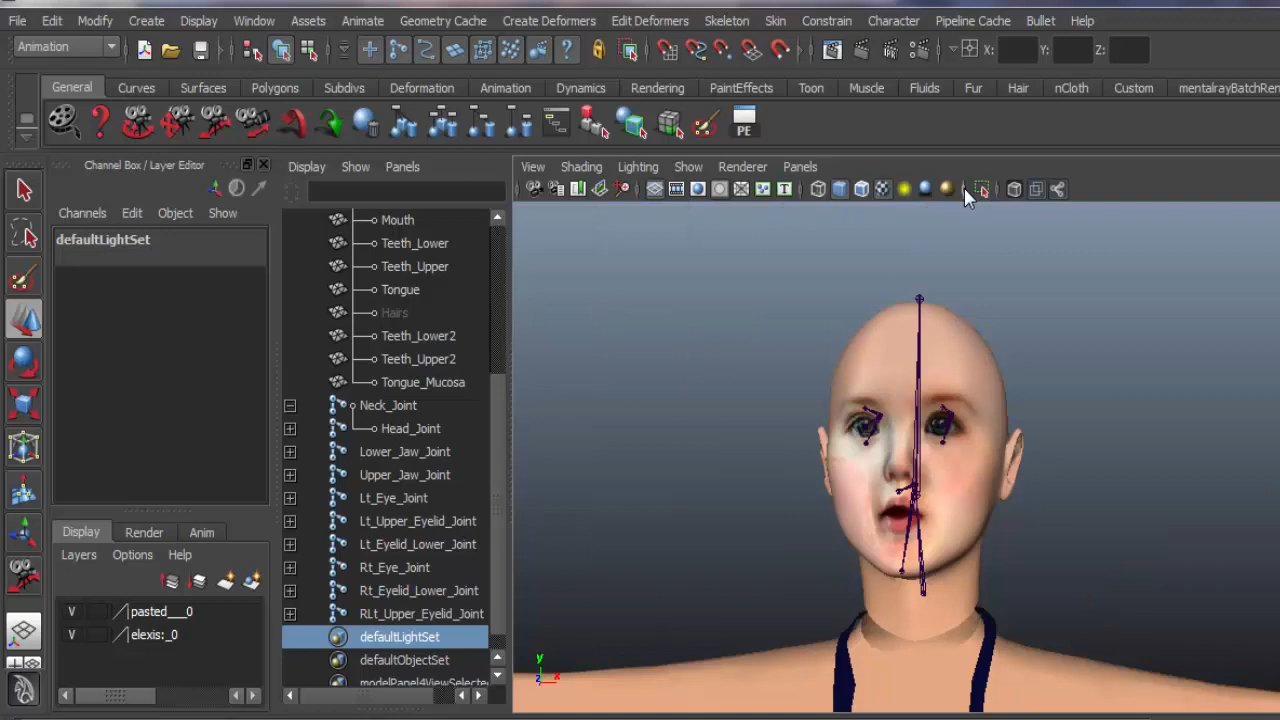 File Edit Modify Create Display Window Assets Animate Geometry Cache Create Deformers Edit Deformers Skeleton Skin Constrain Character Pipeline Cache Bullet Help
Animation X: Y: Z:
General Curves Surfaces Polygons Subdivs Deformation Animation Dynamics Rendering PaintEffects Toon Muscle Fluids Fur Hair nCloth Custom mentalrayBatchRen
PE
Channel Box / Layer Editor
Display Show Panels
View Shading Lighting Show Renderer Panels
Channels Edit Object Show
defaultLightSet
Mouth
Teeth_Lower
Teeth_Upper
Tongue
Hairs
Teeth_Lower2
Teeth_Upper2
Tongue_Mucosa
Neck_Joint
Head_Joint
Lower_Jaw_Joint
Upper_Jaw_Joint
Lt_Eye_Joint
Lt_Upper_Eyelid_Joint
Lt_Eyelid_Lower_Joint
Rt_Eye_Joint
Rt_Eyelid_Lower_Joint
RLt_Upper_Eyelid_Joint
defaultLightSet
defaultObjectSet
modelPanel4ViewSelecte
Display Render Anim
Layers Options Help
V pasted___0
V elexis:_0
y
z x